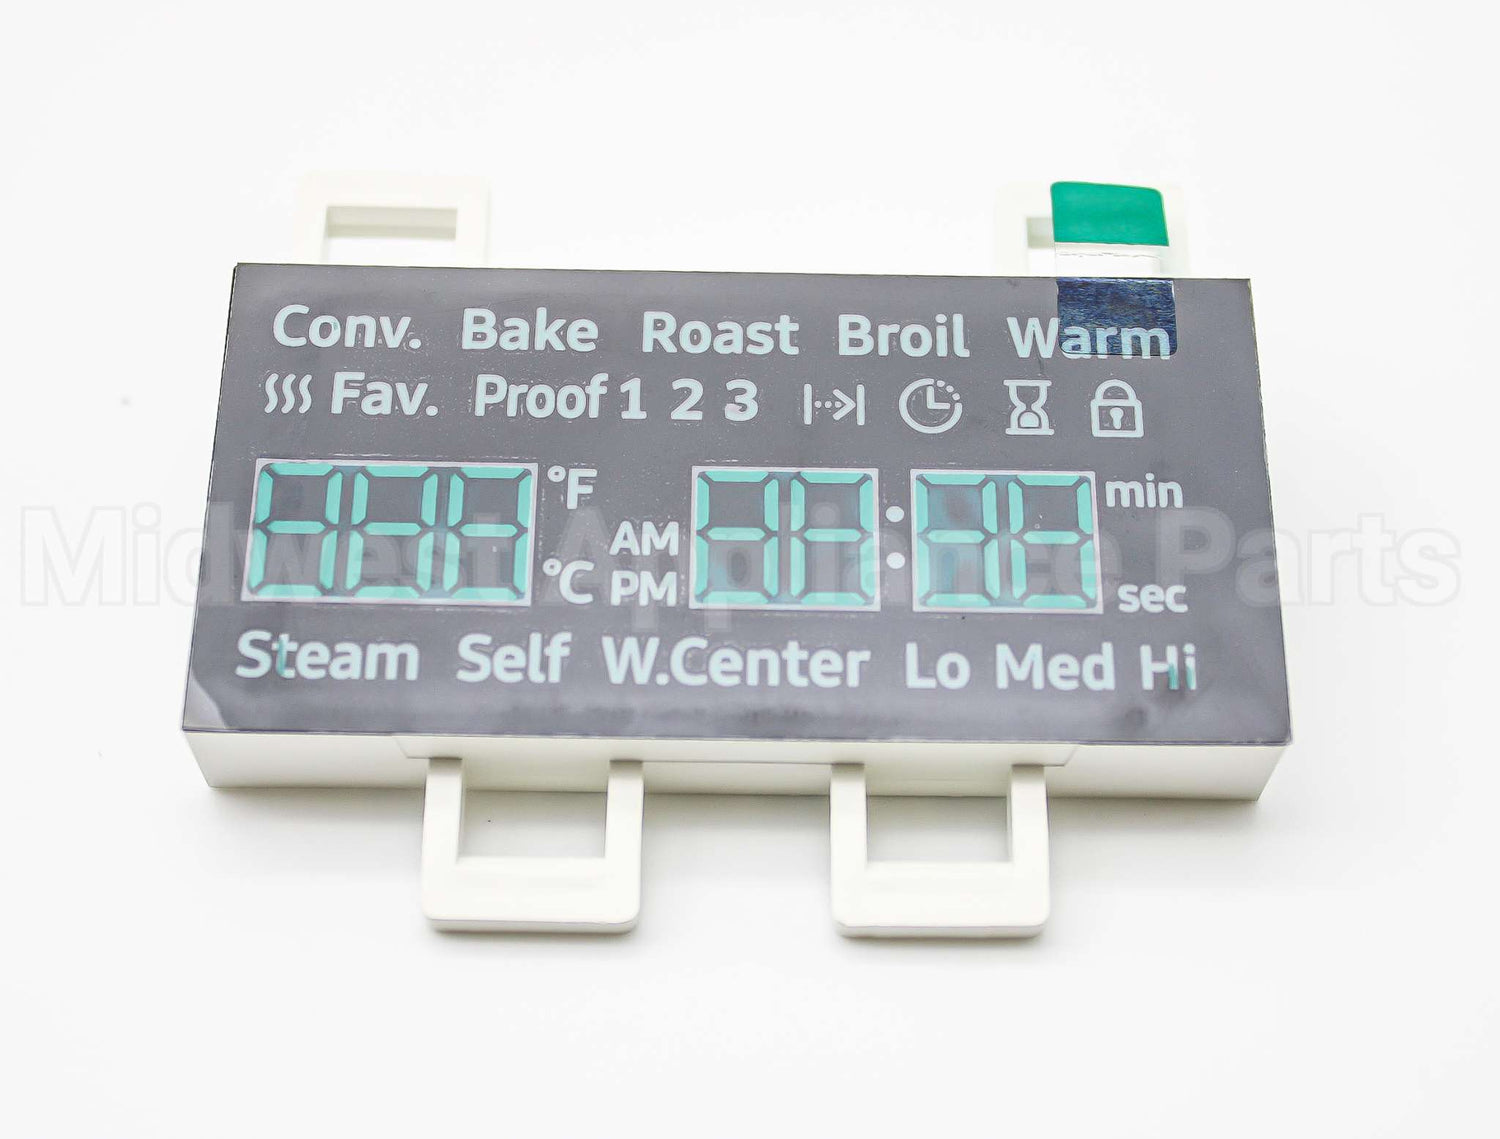 Conv. Bake Roast Broil Warm
Fav. Proof 1 2 3
°F
AM
:
min
°C
PM
sec
Steam Self W.Center Lo Med Hi
Midwest Appliance Parts